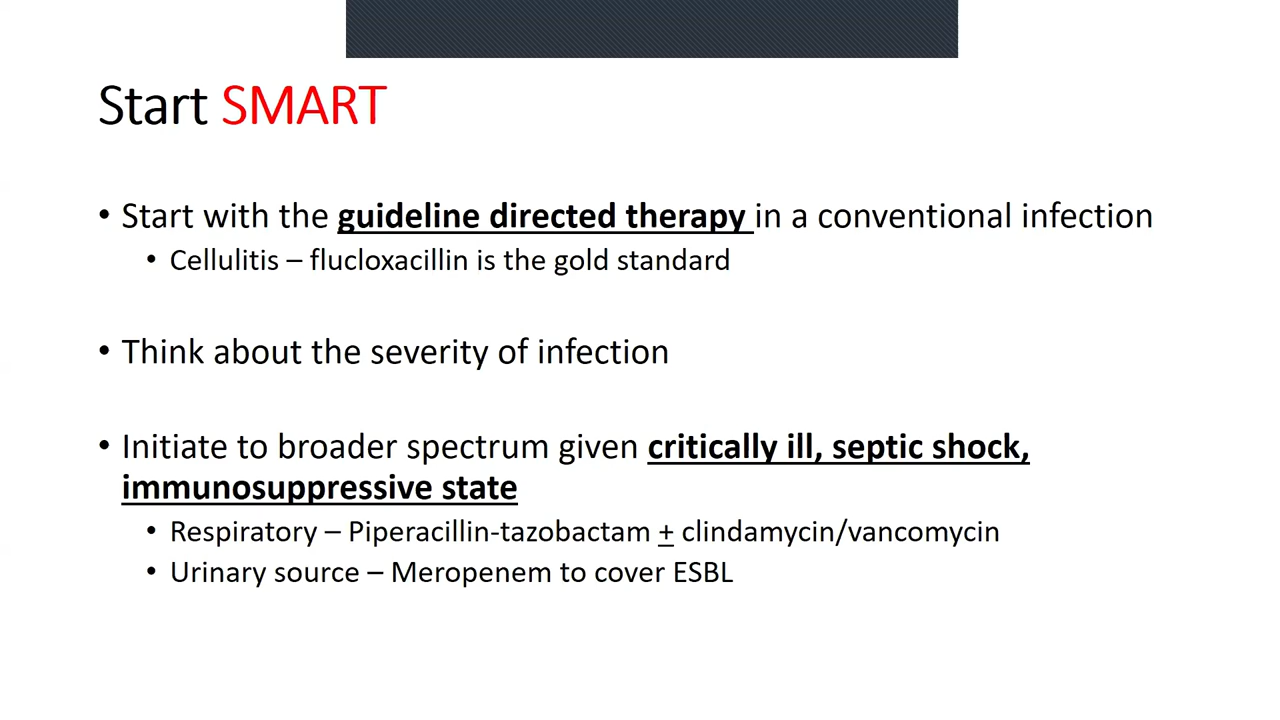 Start SMART
• Start with the guideline directed therapy in a conventional infection
• Cellulitis – flucloxacillin is the gold standard
• Think about the severity of infection
• Initiate to broader spectrum given critically ill, septic shock,
immunosuppressive state
• Respiratory – Piperacillin-tazobactam + clindamycin/vancomycin
• Urinary source – Meropenem to cover ESBL